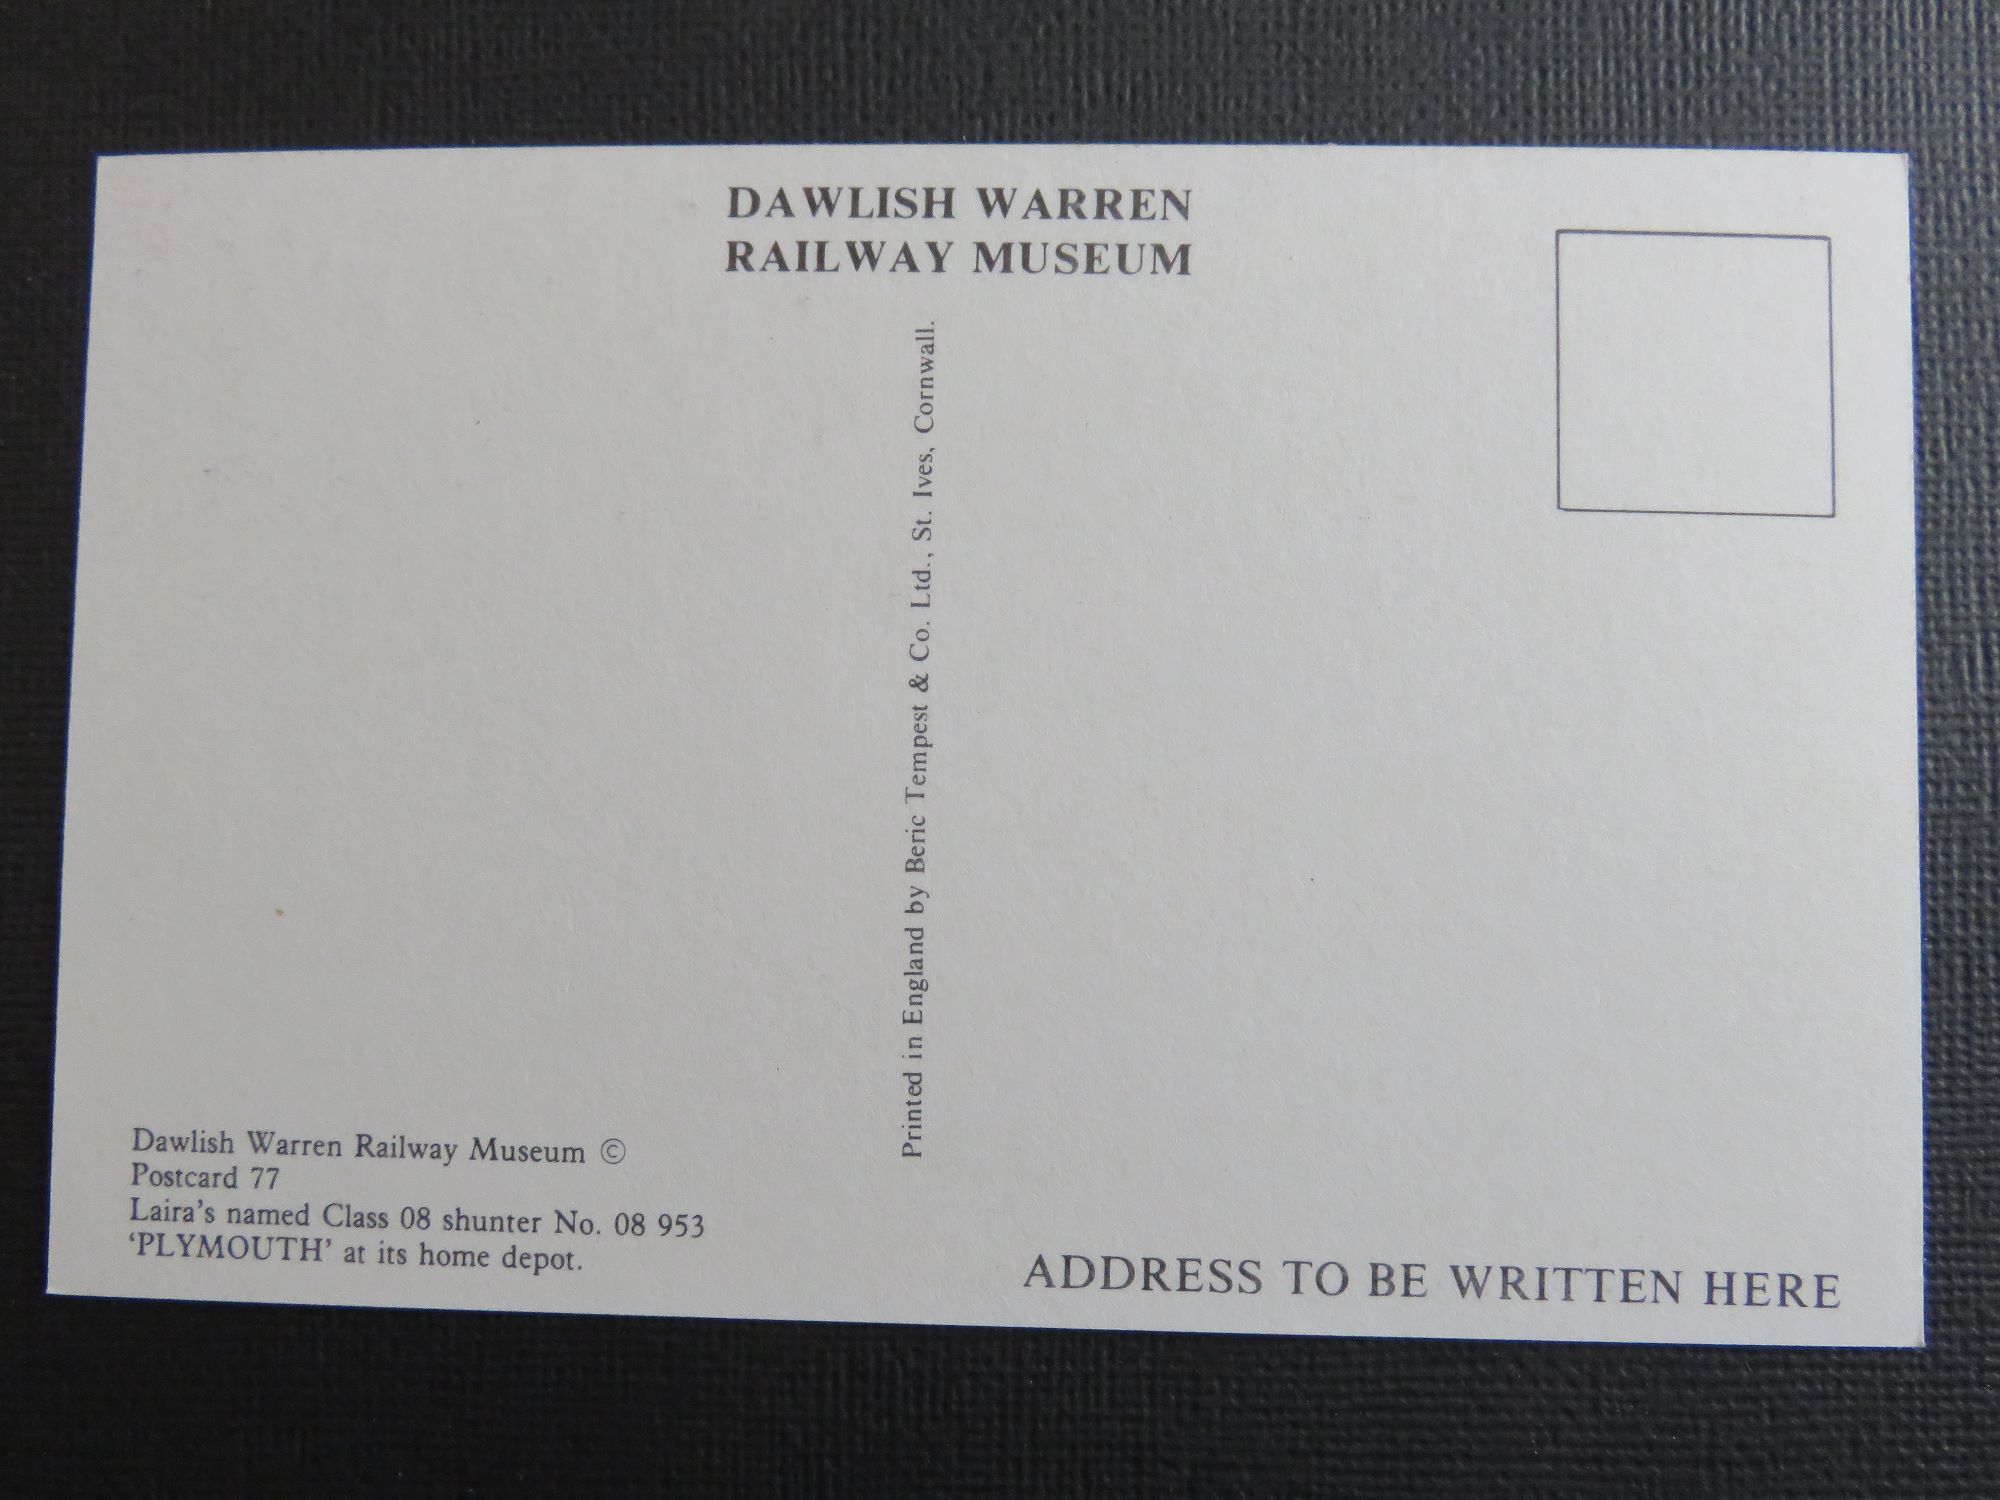 DAWLISH WARREN
RAILWAY MUSEUM
Printed in England by Beric Tempest & Co. Ltd., St. Ives, Cornwall.
Dawlish Warren Railway Museum ©
Postcard 77
Laira's named Class 08 shunter No. 08 953
‘PLYMOUTH’ at its home depot.
ADDRESS TO BE WRITTEN HERE